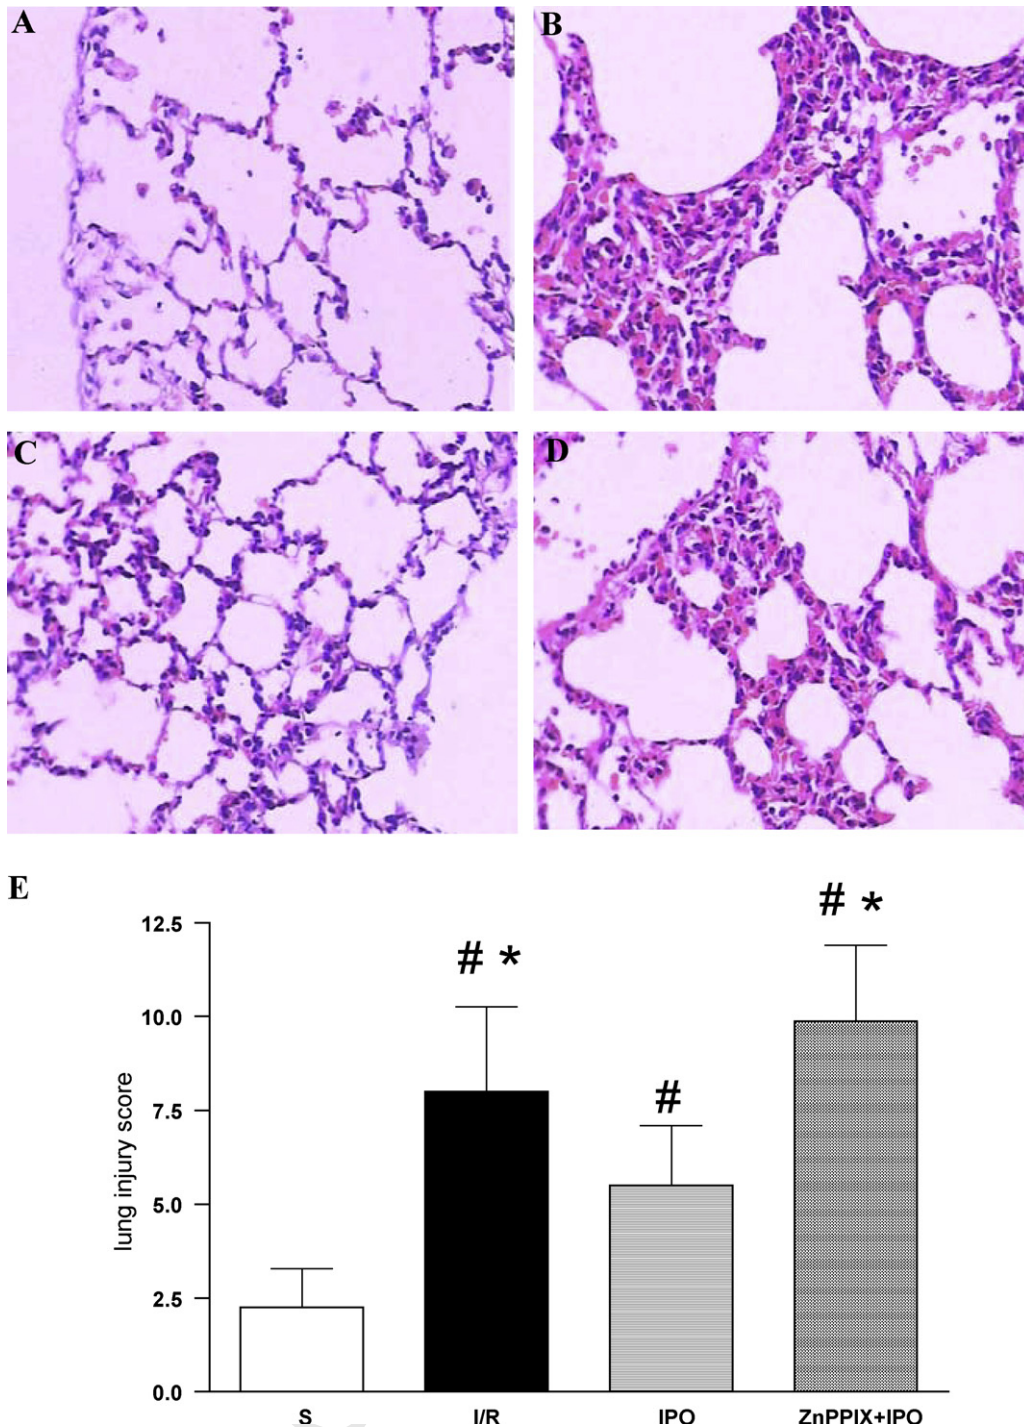 A
B
C
D
E
# *
# *
#
12.5
10.0
7.5
5.0
2.5
0.0
lung injury score
S I/R IPO ZnPPIX+IPO